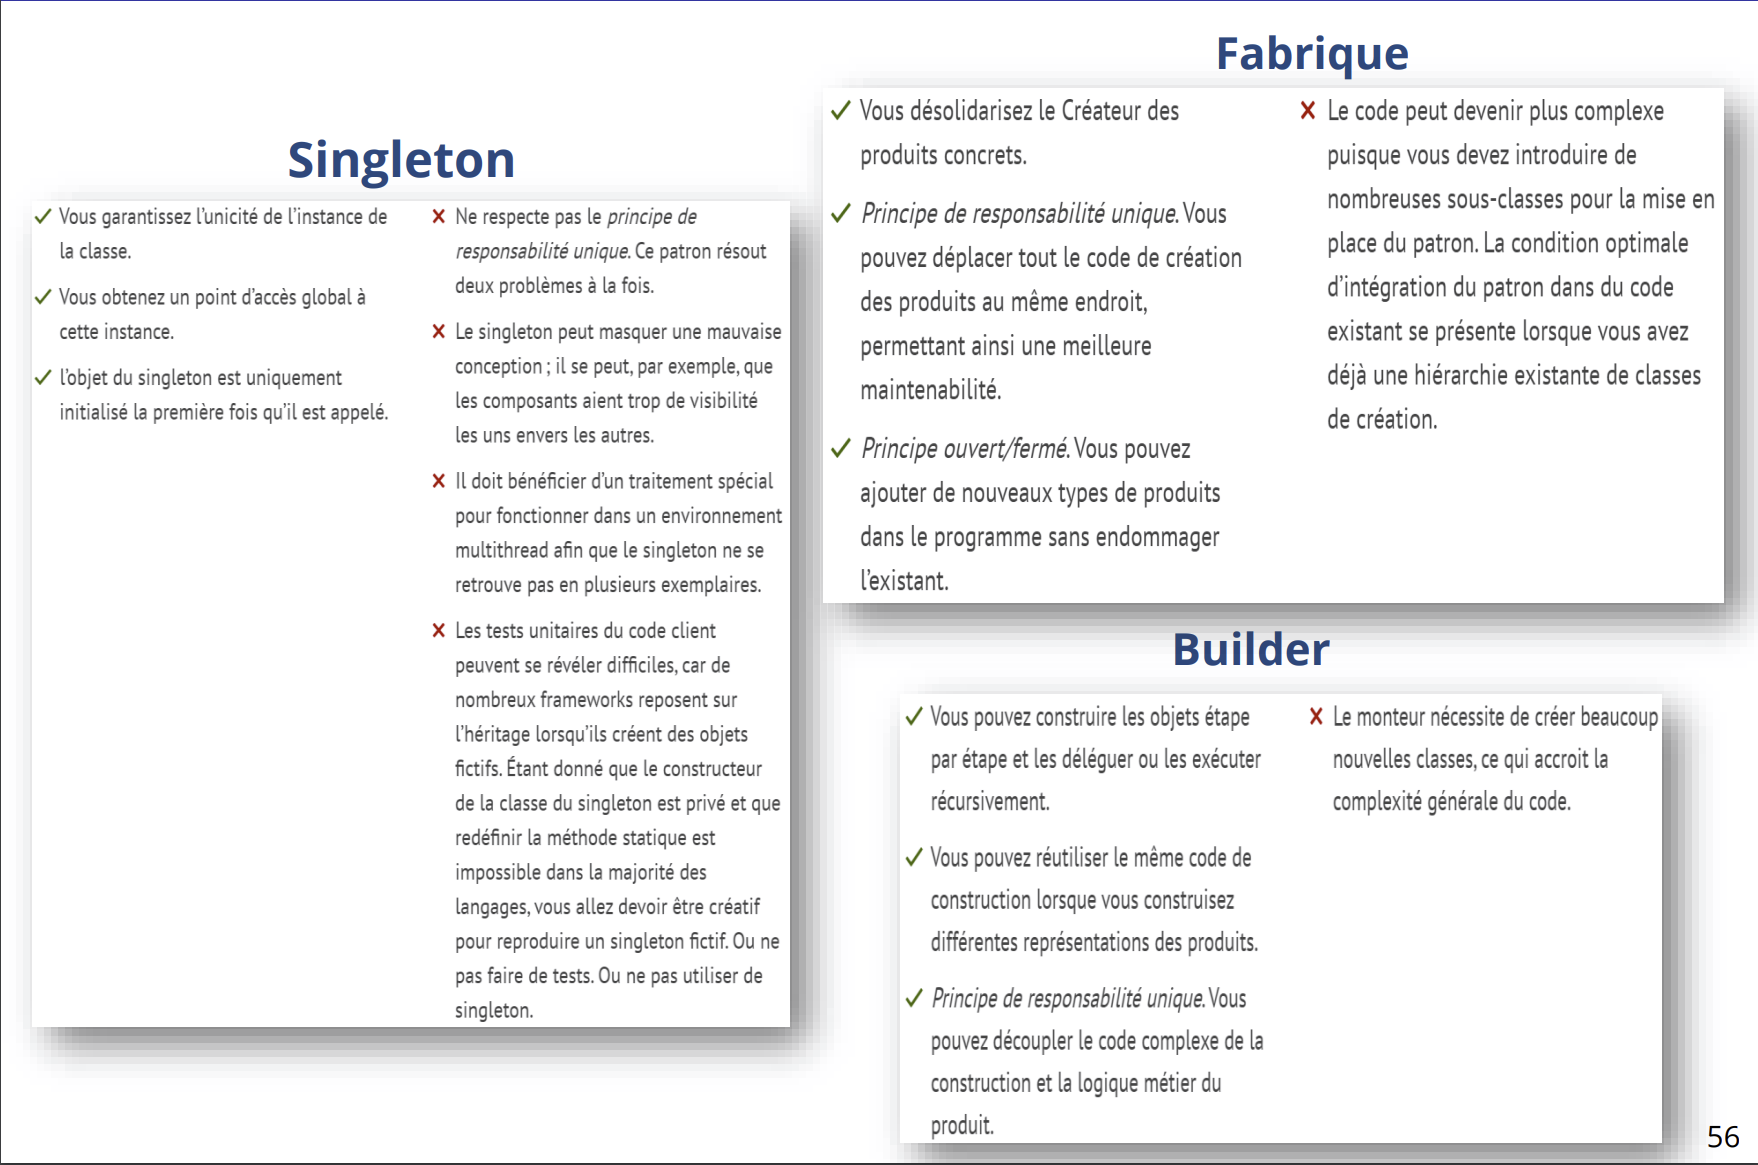 Singleton
Vous garantissez l'unicité de l'instance de
la classe.
Vous obtenez un point d'accès global à
cette instance.
l'objet du singleton est uniquement
initialisé la première fois qu'il est appelé.
Ne respecte pas le principe de
responsabilité unique. Ce patron résout
deux problèmes à la fois.
Le singleton peut masquer une mauvaise
conception ; il se peut, par exemple, que
les composants aient trop de visibilité
les uns envers les autres.
Il doit bénéficier d'un traitement spécial
pour fonctionner dans un environnement
multithread afin que le singleton ne se
retrouve pas en plusieurs exemplaires.
Les tests unitaires du code client
peuvent se révéler difficiles, car de
nombreux frameworks reposent sur
l'héritage lorsqu'ils créent des objets
fictifs. Étant donné que le constructeur
de la classe du singleton est privé et que
redéfinir la méthode statique est
impossible dans la majorité des
langages, vous allez devoir être créatif
pour reproduire un singleton fictif. Ou ne
pas faire de tests. Ou ne pas utiliser de
singleton.
Fabrique
Vous désolidarisez le Créateur des
produits concrets.
Principe de responsabilité unique. Vous
pouvez déplacer tout le code de création
des produits au même endroit,
permettant ainsi une meilleure
maintenabilité.
Principe ouvert/fermé. Vous pouvez
ajouter de nouveaux types de produits
dans le programme sans endommager
l'existant.
Le code peut devenir plus complexe
puisque vous devez introduire de
nombreuses sous-classes pour la mise en
place du patron. La condition optimale
d'intégration du patron dans du code
existant se présente lorsque vous avez
déjà une hiérarchie existante de classes
de création.
Builder
Vous pouvez construire les objets étape
par étape et les déléguer ou les exécuter
récursivement.
Vous pouvez réutiliser le même code de
construction lorsque vous construisez
différentes représentations des produits.
Principe de responsabilité unique. Vous
pouvez découpler le code complexe de la
construction et la logique métier du
produit.
Le monteur nécessite de créer beaucoup
nouvelles classes, ce qui accroit la
complexité générale du code.
56